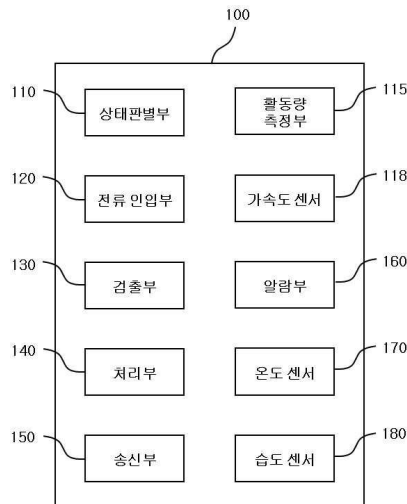 100
110
상태판별부
활동량
측정부
115
120
전류 인입부
가속도 센서
118
130
검출부
알람부
160
140
처리부
온도 센서
170
150
송신부
습도 센서
180